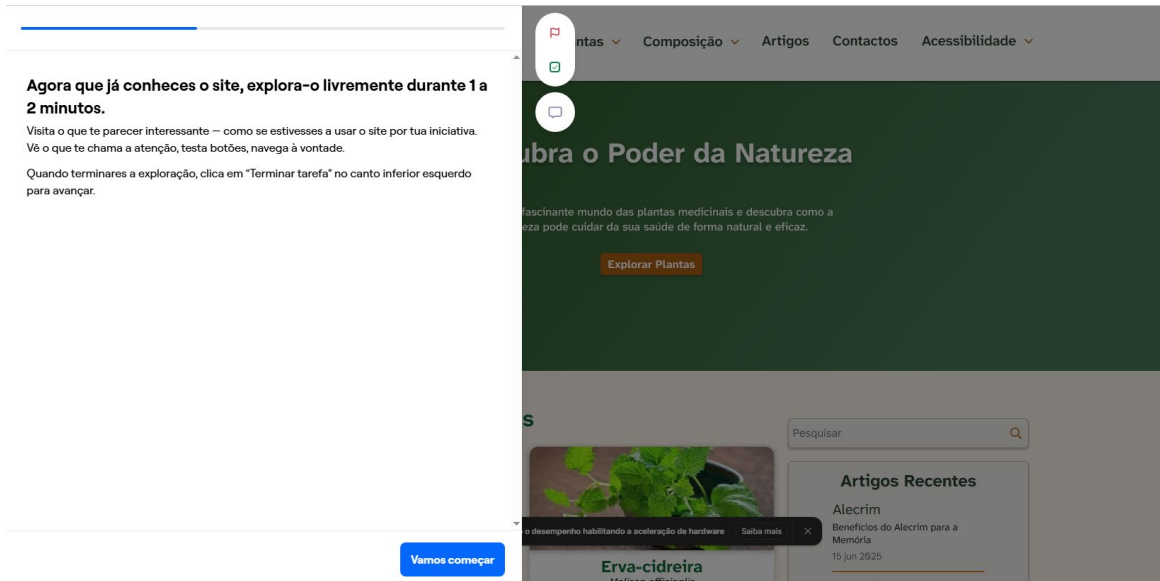 Agora que já conheces o site, explora-o livremente durante 1 a
2 minutos.
Visita o que te parecer interessante — como se estivesses a usar o site por tua iniciativa.
Vê o que te chama a atenção, testa botões, navega à vontade.
Quando terminares a exploração, clica em "Terminar tarefa" no canto inferior esquerdo
para avançar.
Vamos começar
ntas Composição Artigos Contactos Acessibilidade
ubra o Poder da Natureza
fascinante mundo das plantas medicinais e descubra como a
eza pode cuidar da sua saúde de forma natural e eficaz.
Explorar Plantas
s
Pesquisar
Artigos Recentes
Alecrim
Benefícios do Alecrim para a
Memória
15 jun 2025
o desempenho habilitando a aceleração de hardware Saiba mais
Erva-cidreira
Melissa officinalis